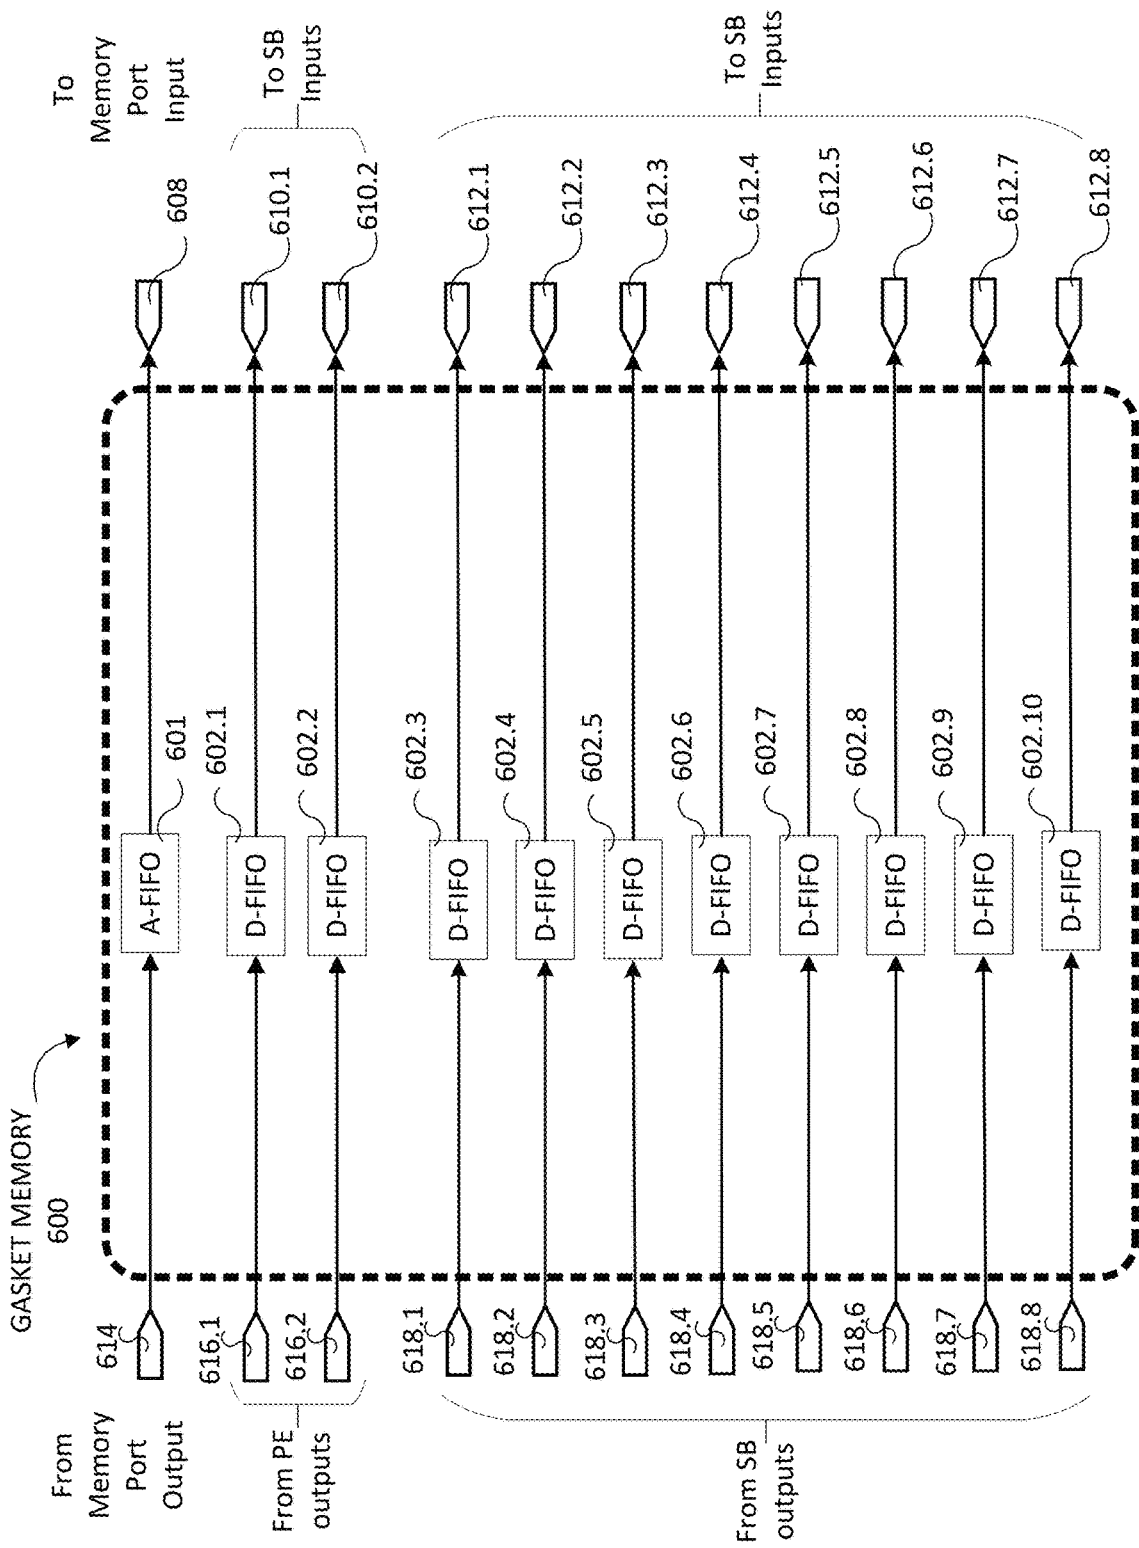 GASKET MEMORY
600
From
Memory
Port
Output
614
A-FIFO
601
608
To
Memory
Port
Input
From PE
outputs
616.1
D-FIFO
602.1
610.1
616.2
D-FIFO
602.2
610.2
To SB
Inputs
From SB
outputs
618.1
D-FIFO
602.3
612.1
618.2
D-FIFO
602.4
612.2
618.3
D-FIFO
602.5
612.3
618.4
D-FIFO
602.6
612.4
618.5
D-FIFO
602.7
612.5
618.6
D-FIFO
602.8
612.6
618.7
D-FIFO
602.9
612.7
618.8
D-FIFO
602.10
612.8
To SB
Inputs